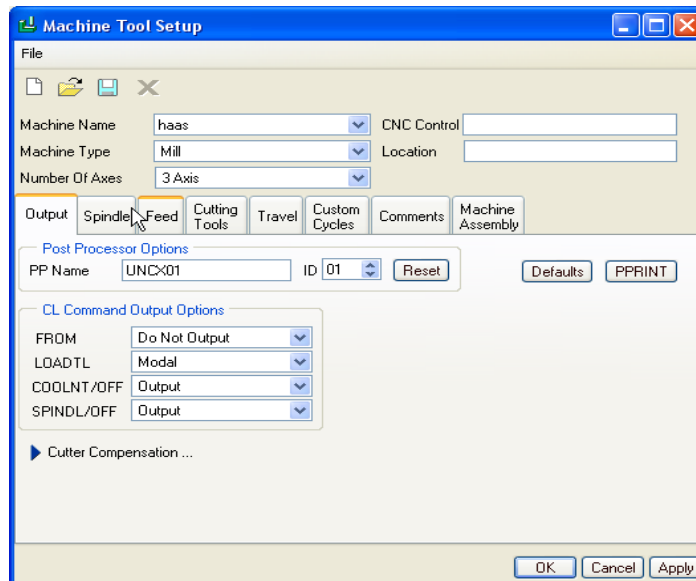 Machine Tool Setup
File
Machine Name haas CNC Control
Machine Type Mill Location
Number Of Axes 3 Axis
Output Spindle Feed Cutting Tools Travel Custom Cycles Comments Machine Assembly
Post Processor Options
PP Name UNCX01 ID 01 Reset Defaults PPRINT
CL Command Output Options
FROM Do Not Output
LOADTL Modal
COOLNT/OFF Output
SPINDL/OFF Output
Cutter Compensation ...
OK Cancel Apply